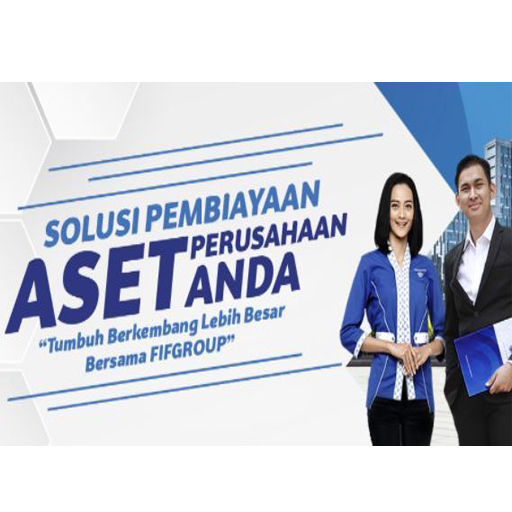 SOLUSI PEMBIAYAAN
ASET PERUSAHAAN
ANDA
“Tumbuh Berkembang Lebih Besar
Bersama FIFGROUP”